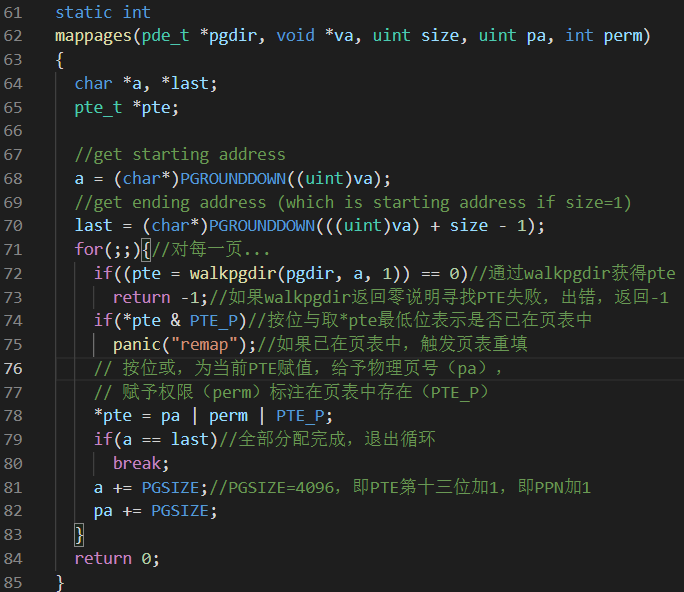 61 static int
62 mappages(pde_t *pgdir, void *va, uint size, uint pa, int perm)
63 {
64   char *a, *last;
65   pte_t *pte;
66
67   //get starting address
68   a = (char*)PGROUNDDOWN((uint)va);
69   //get ending address (which is starting address if size=1)
70   last = (char*)PGROUNDDOWN(((uint)va) + size - 1);
71   for(;;){//对每一页...
72     if((pte = walkpgdir(pgdir, a, 1)) == 0)//通过walkpgdir获得pte
73       return -1;//如果walkpgdir返回零说明寻找PTE失败，出错，返回-1
74     if(*pte & PTE_P)//按位与取*pte最低位表示是否已在页表中
75       panic("remap");//如果已在页表中，触发页表重填
76     // 按位或，为当前PTE赋值，给予物理页号（pa），
77     // 赋予权限（perm）标注在页表中存在（PTE_P）
78     *pte = pa | perm | PTE_P;
79     if(a == last)//全部分配完成，退出循环
80       break;
81     a += PGSIZE;//PGSIZE=4096，即PTE第十三位加1，即PPN加1
82     pa += PGSIZE;
83   }
84   return 0;
85 }